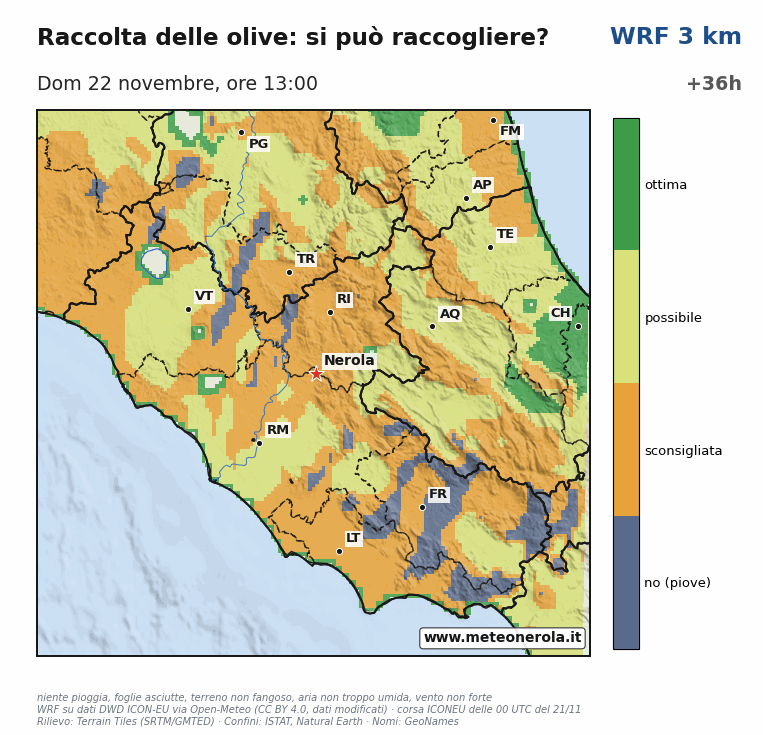 Raccolta delle olive: si può raccogliere?
WRF 3 km
Dom 22 novembre, ore 13:00
+36h
FM
PG
ottima
AP
TE
TR
VT
RI
CH
AQ
possibile
Nerola
RM
sconsigliata
FR
LT
no (piove)
www.meteonerola.it
niente pioggia, foglie asciutte, terreno non fangoso, aria non troppo umida, vento non forte
WRF su dati DWD ICON-EU via Open-Meteo (CC BY 4.0, dati modificati) · corsa ICONEU delle 00 UTC del 21/11
Rilievo: Terrain Tiles (SRTM/GMTED) · Confini: ISTAT, Natural Earth · Nomi: GeoNames